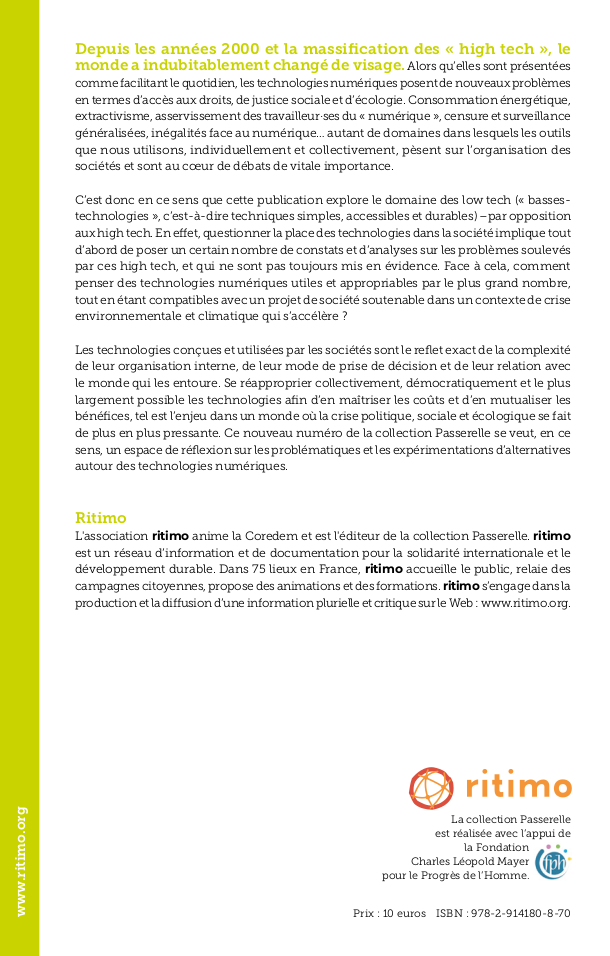 Depuis les années 2000 et la massification des « high tech », le
monde a indubitablement changé de visage. Alors qu'elles sont présentées
comme facilitant le quotidien, les technologies numériques posent de nouveaux problèmes
en termes d'accès aux droits, de justice sociale et d'écologie. Consommation énergétique,
extractivisme, asservissement des travailleur·ses du « numérique », censure et surveillance
généralisées, inégalités face au numérique... autant de domaines dans lesquels les outils
que nous utilisons, individuellement et collectivement, pèsent sur l'organisation des
sociétés et sont au cœur de débats de vitale importance.
C'est donc en ce sens que cette publication explore le domaine des low tech (« basses-
technologies », c'est-à-dire techniques simples, accessibles et durables) – par opposition
aux high tech. En effet, questionner la place des technologies dans la société implique tout
d'abord de poser un certain nombre de constats et d'analyses sur les problèmes soulevés
par ces high tech, et qui ne sont pas toujours mis en évidence. Face à cela, comment
penser des technologies numériques utiles et appropriables par le plus grand nombre,
tout en étant compatibles avec un projet de société soutenable dans un contexte de crise
environnementale et climatique qui s'accélère ?
Les technologies conçues et utilisées par les sociétés sont le reflet exact de la complexité
de leur organisation interne, de leur mode de prise de décision et de leur relation avec
le monde qui les entoure. Se réapproprier collectivement, démocratiquement et le plus
largement possible les technologies afin d'en maîtriser les coûts et d'en mutualiser les
bénéfices, tel est l'enjeu dans un monde où la crise politique, sociale et écologique se fait
de plus en plus pressante. Ce nouveau numéro de la collection Passerelle se veut, en ce
sens, un espace de réflexion sur les problématiques et les expérimentations d'alternatives
autour des technologies numériques.
Ritimo
L'association ritimo anime la Coredem et est l'éditeur de la collection Passerelle. ritimo
est un réseau d'information et de documentation pour la solidarité internationale et le
développement durable. Dans 75 lieux en France, ritimo accueille le public, relaie des
campagnes citoyennes, propose des animations et des formations. ritimo s'engage dans la
production et la diffusion d'une information plurielle et critique sur le Web : www.ritimo.org.
ritimo
La collection Passerelle
est réalisée avec l'appui de
la Fondation
Charles Léopold Mayer
pour le Progrès de l'Homme.
fph
Prix : 10 euros ISBN : 978-2-914180-8-70
www.ritimo.org